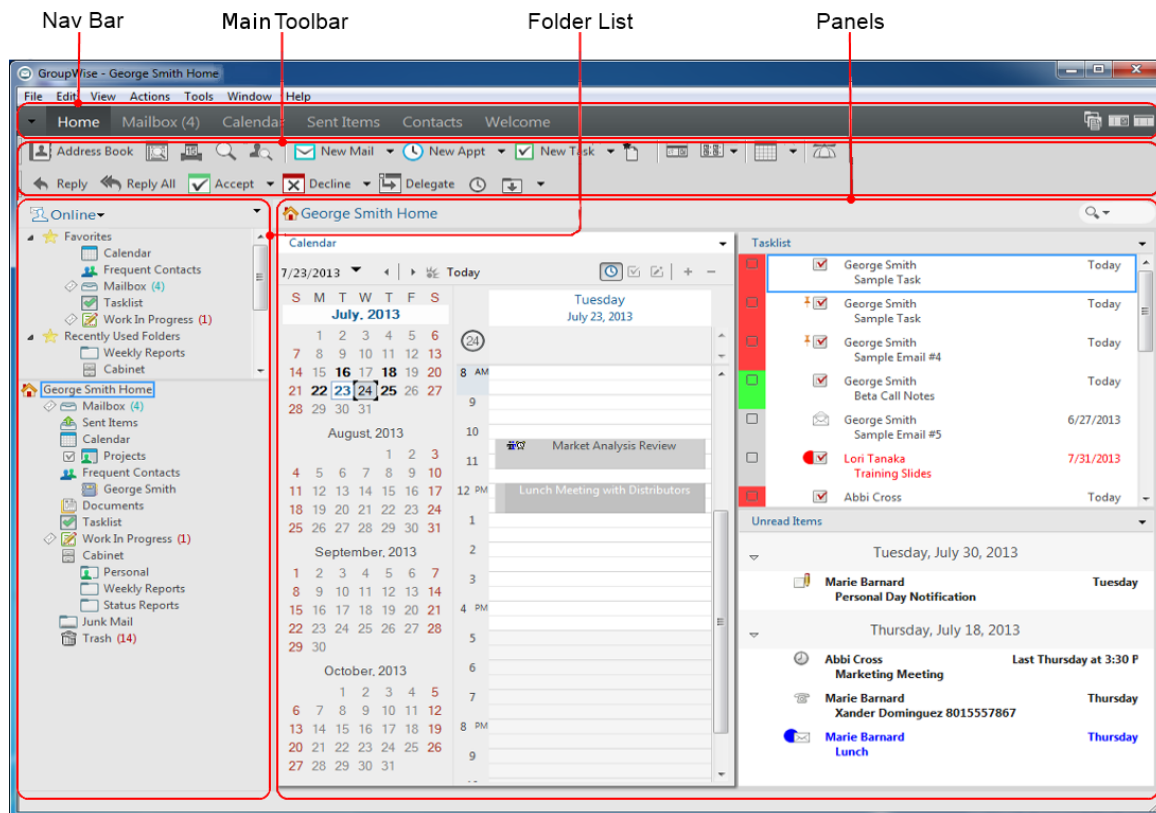 Nav Bar Main Toolbar Folder List Panels
GroupWise - George Smith Home
File Edit View Actions Tools Window Help
Home Mailbox (4) Calendar Sent Items Contacts Welcome
Address Book New Mail New Appt New Task
Reply Reply All Accept Decline Delegate
Online
Favorites
Calendar
Frequent Contacts
Mailbox (4)
Tasklist
Work In Progress (1)
Recently Used Folders
Weekly Reports
Cabinet
George Smith Home
Mailbox (4)
Sent Items
Calendar
Projects
Frequent Contacts
George Smith
Documents
Tasklist
Work In Progress (1)
Cabinet
Personal
Weekly Reports
Status Reports
Junk Mail
Trash (14)
George Smith Home
Calendar
7/23/2013 Today
S M T W T F S
July, 2013
1 2 3 4 5 6
7 8 9 10 11 12 13
14 15 16 17 18 19 20
21 22 23 24 25 26 27
28 29 30 31
August, 2013
1 2 3
4 5 6 7 8 9 10
11 12 13 14 15 16 17
18 19 20 21 22 23 24
25 26 27 28 29 30 31
September, 2013
1 2 3 4 5 6 7
8 9 10 11 12 13 14
15 16 17 18 19 20 21
22 23 24 25 26 27 28
29 30
October, 2013
1 2 3 4 5
6 7 8 9 10 11 12
13 14 15 16 17 18 19
20 21 22 23 24 25 26
27 28 29 30 31
Tuesday
July 23, 2013
24
8 AM
9
10
Market Analysis Review
11
12 PM Lunch Meeting with Distributors
1
2
3
4 PM
5
6
7
8 PM
9
Tasklist
George Smith Today
Sample Task
George Smith Today
Sample Task
George Smith Today
Sample Email #4
George Smith Today
Beta Call Notes
George Smith 6/27/2013
Sample Email #5
Lori Tanaka 7/31/2013
Training Slides
Abbi Cross Today
Unread Items
Tuesday, July 30, 2013
Marie Barnard Tuesday
Personal Day Notification
Thursday, July 18, 2013
Abbi Cross Last Thursday at 3:30 P
Marketing Meeting
Marie Barnard Thursday
Xander Dominguez 8015557867
Marie Barnard Thursday
Lunch